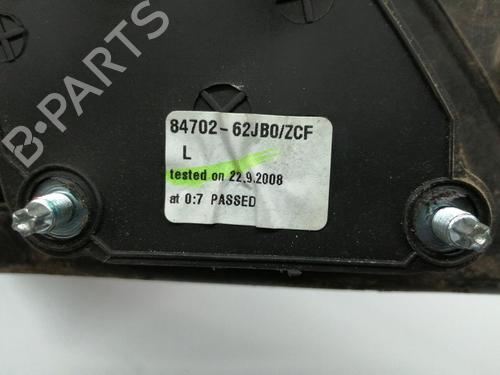 84702-62JB0/ZCF
L
tested on 22.9.2008
at 0:7 PASSED
B-PARTS